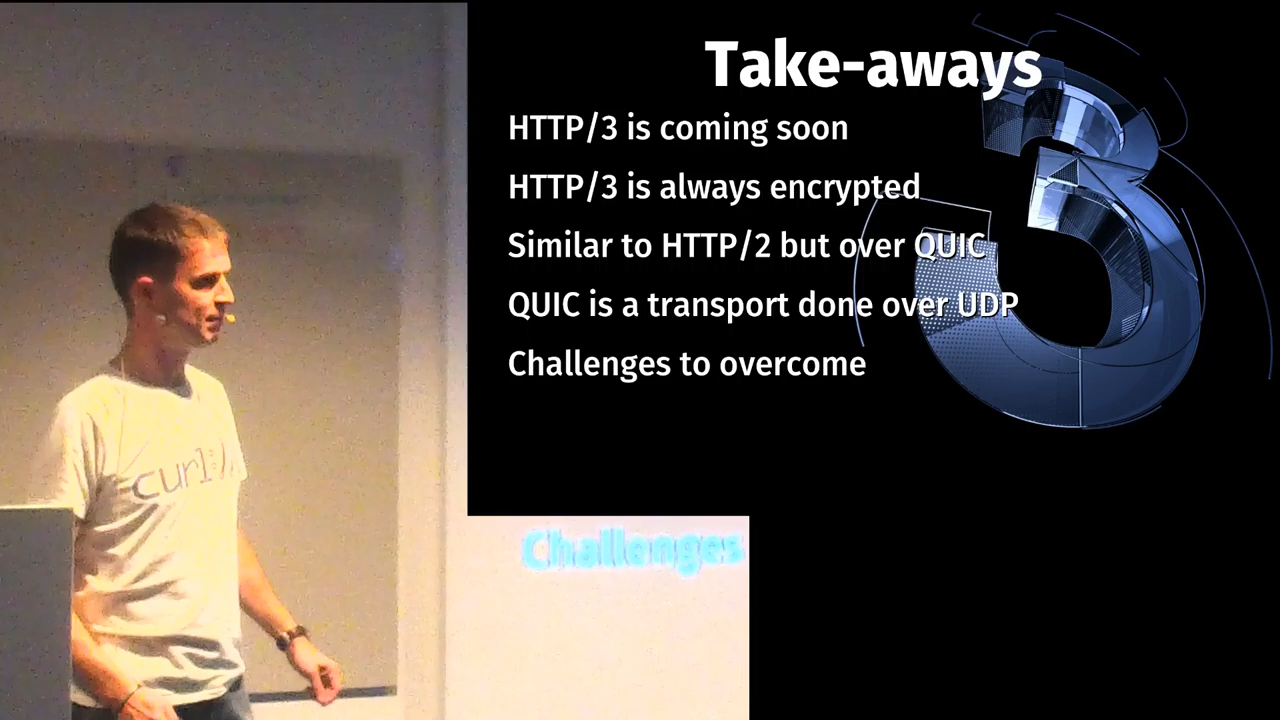 Take-aways
HTTP/3 is coming soon
HTTP/3 is always encrypted
Similar to HTTP/2 but over QUIC
QUIC is a transport done over UDP
Challenges to overcome
curl://
Challenges